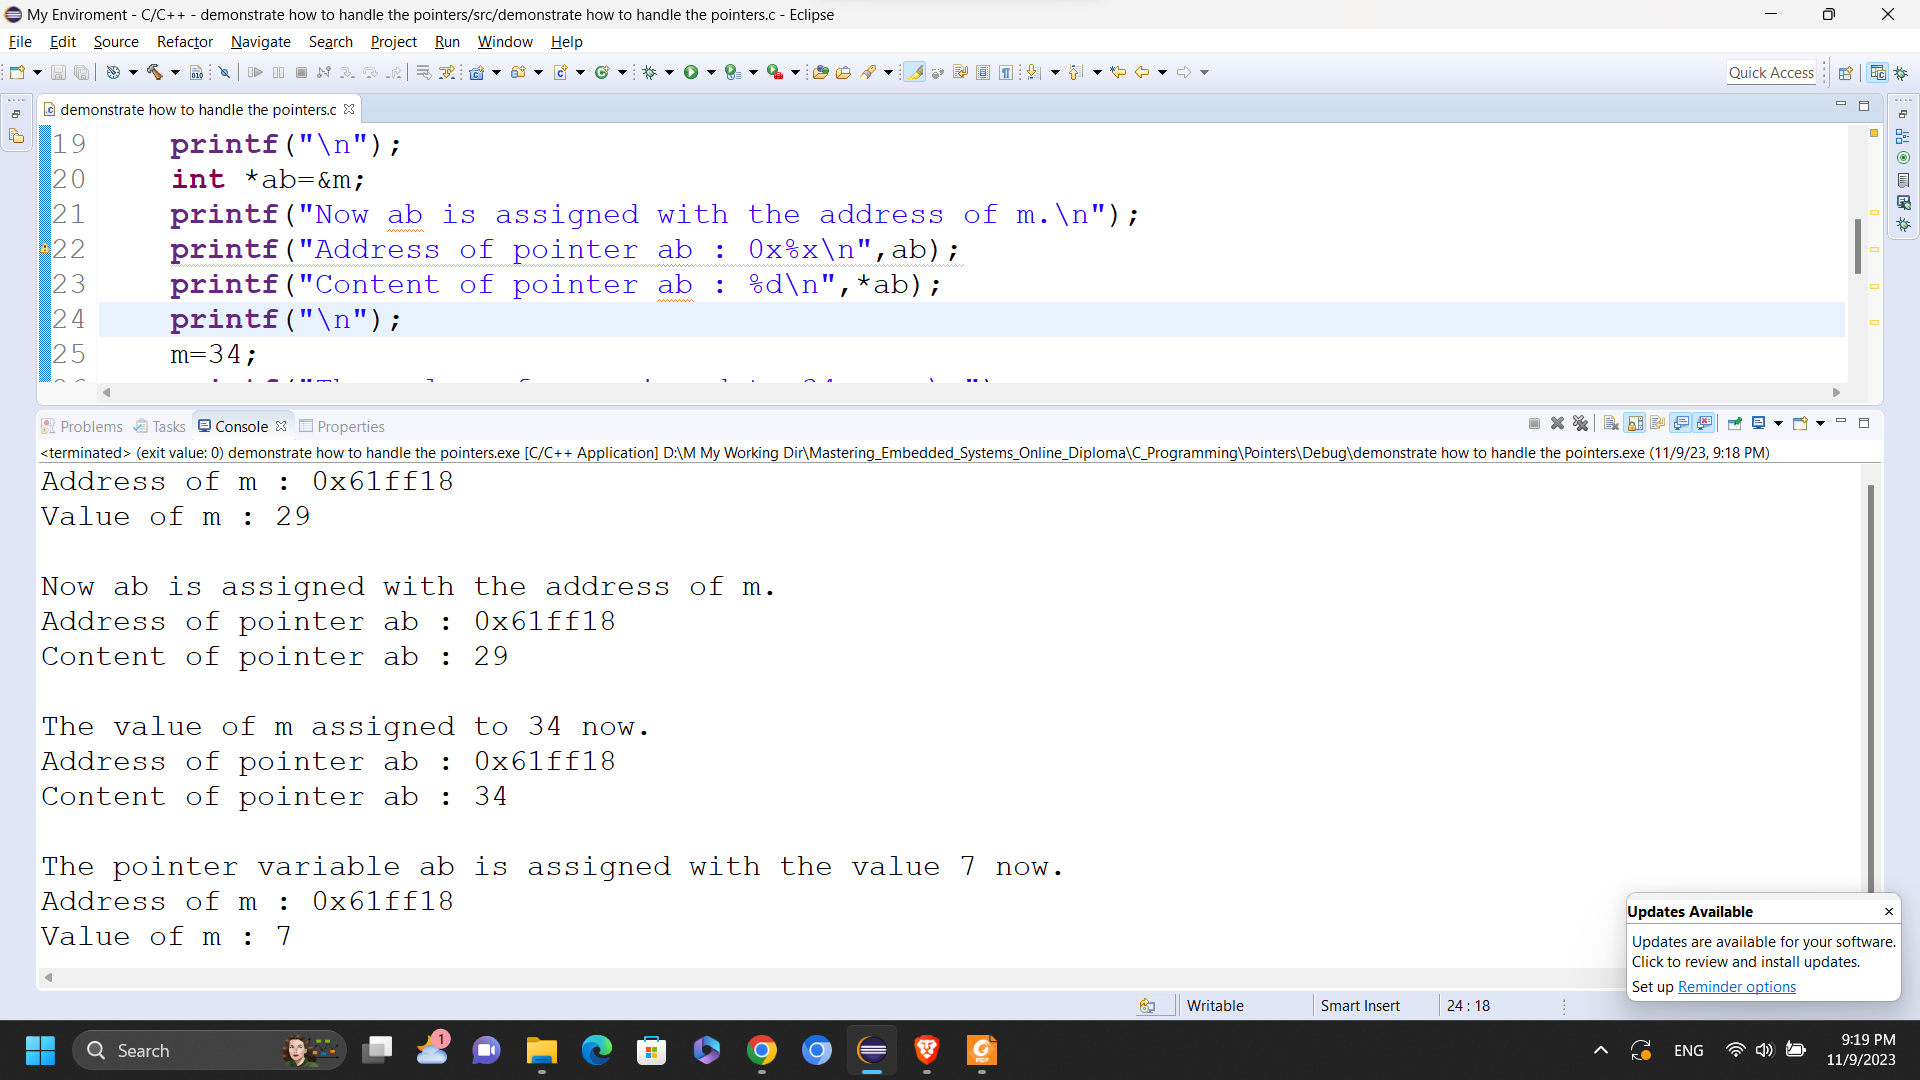 My Enviroment - C/C++ - demonstrate how to handle the pointers/src/demonstrate how to handle the pointers.c - Eclipse
File Edit Source Refactor Navigate Search Project Run Window Help
Quick Access
demonstrate how to handle the pointers.c
19 printf("\n");
20 int *ab=&m;
21 printf("Now ab is assigned with the address of m.\n");
22 printf("Address of pointer ab : 0x%x\n",ab);
23 printf("Content of pointer ab : %d\n",*ab);
24 printf("\n");
25 m=34;
Problems Tasks Console Properties
<terminated> (exit value: 0) demonstrate how to handle the pointers.exe [C/C++ Application] D:\M My Working Dir\Mastering_Embedded_Systems_Online_Diploma\C_Programming\Pointers\Debug\demonstrate how to handle the pointers.exe (11/9/23, 9:18 PM)
Address of m : 0x61ff18
Value of m : 29
Now ab is assigned with the address of m.
Address of pointer ab : 0x61ff18
Content of pointer ab : 29
The value of m assigned to 34 now.
Address of pointer ab : 0x61ff18
Content of pointer ab : 34
The pointer variable ab is assigned with the value 7 now.
Address of m : 0x61ff18
Value of m : 7
Updates Available
Updates are available for your software.
Click to review and install updates.
Set up Reminder options
Writable Smart Insert 24 : 18
Search
1
ENG
9:19 PM
11/9/2023